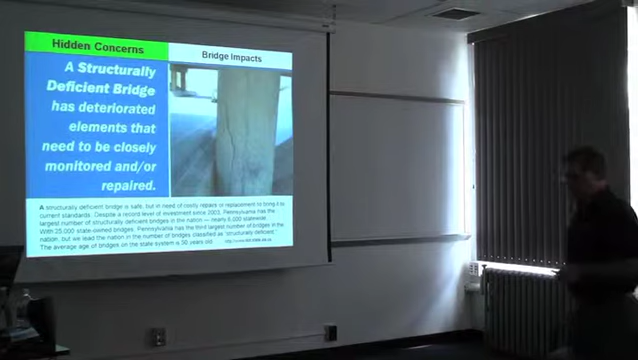 Hidden Concerns
Bridge Impacts
A Structurally
Deficient Bridge
has deteriorated
elements that
need to be closely
monitored and/or
repaired.
A structurally deficient bridge is safe, but in need of costly repairs or replacement to bring it to
current standards. Despite a record level of investment since 2003, Pennsylvania has the
largest number of structurally deficient bridges in the nation — nearly 6,000 statewide.
With 25,000 state-owned bridges, Pennsylvania has the third largest number of bridges in the
nation, but we lead the nation in the number of bridges classified as "structurally deficient."
The average age of bridges on the state system is 50 years old